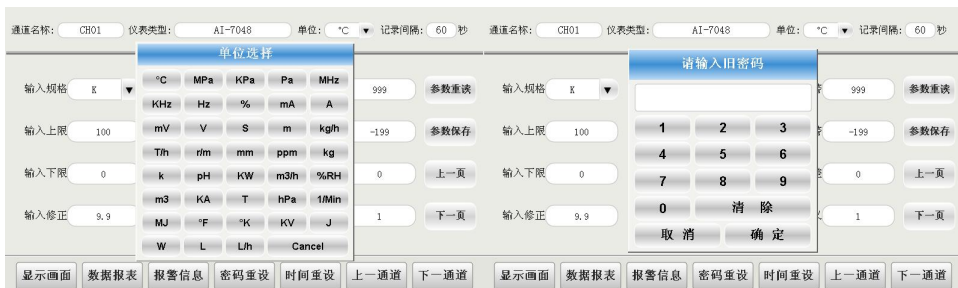 通道名称: CH01 仪表类型: AI-7048 单位: °C 记录间隔: 60 秒
单位选择
°C MPa KPa Pa MHz
KHz Hz % mA A
mV V S m kg/h
T/h r/m mm ppm kg
k pH KW m3/h %RH
m3 KA T hPa 1/Min
MJ °F °K KV J
W L L/h Cancel
输入规格 K 999 参数重读
输入上限 100 -199 参数保存
输入下限 0 0 上一页
输入修正 9.9 1 下一页
显示画面 数据报表 报警信息 密码重设 时间重设 上一通道 下一通道
通道名称: CH01 仪表类型: AI-7048 单位: °C 记录间隔: 60 秒
请输入旧密码
1 2 3
4 5 6
7 8 9
0 清 除
取 消 确 定
输入规格 K 999 参数重读
输入上限 100 -199 参数保存
输入下限 0 0 上一页
输入修正 9.9 1 下一页
显示画面 数据报表 报警信息 密码重设 时间重设 上一通道 下一通道